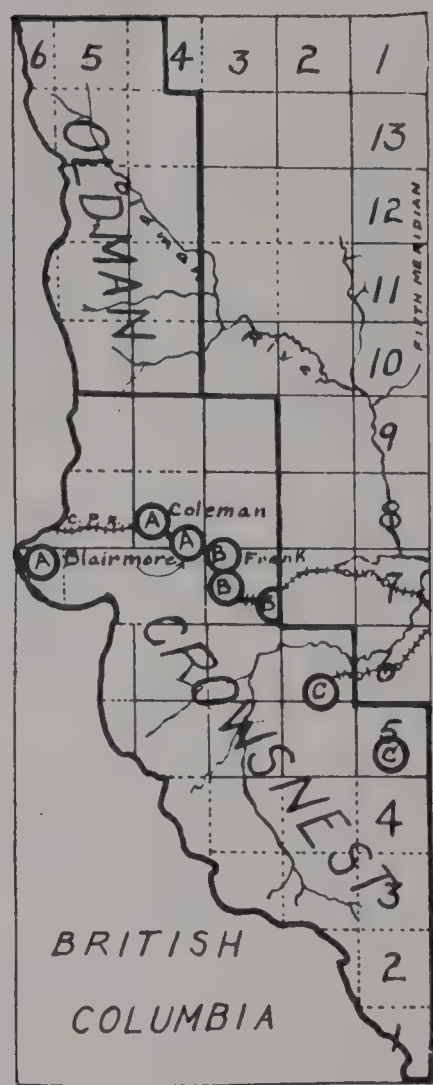 6 5 4 3 2 1
13
12
11
10
9
8
7
6
5
4
3
2
1
OLDMAN
River
FIFTH MERIDIAN
C.P.R.
A Coleman
A
A Blairmore
B Frank
B
B
C
C
CROWSNEST
BRITISH
COLUMBIA